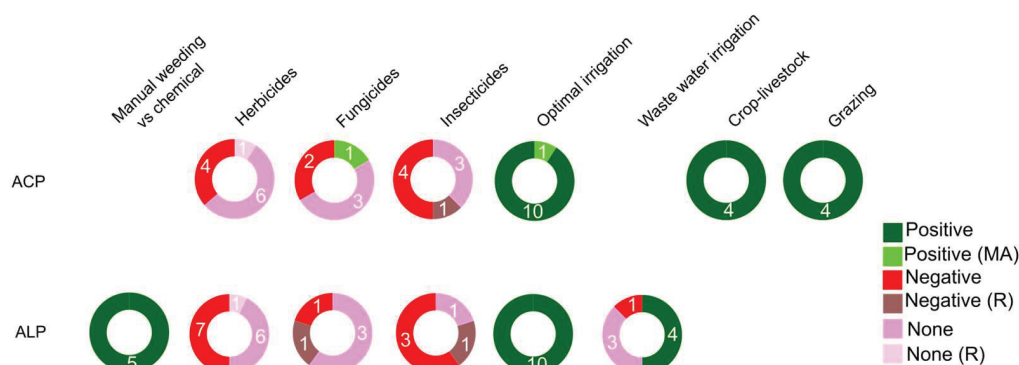 Manual weeding
vs chemical
Herbicides
Fungicides
Insecticides
Optimal irrigation
Waste water irrigation
Crop-livestock
Grazing
ACP
4 1 6
2 1 3
4 3 1
1 10
4
4
Positive
Positive (MA)
Negative
Negative (R)
None
None (R)
ALP
5
7 1 6
1 3 1
3 1 1
10
1 4 3